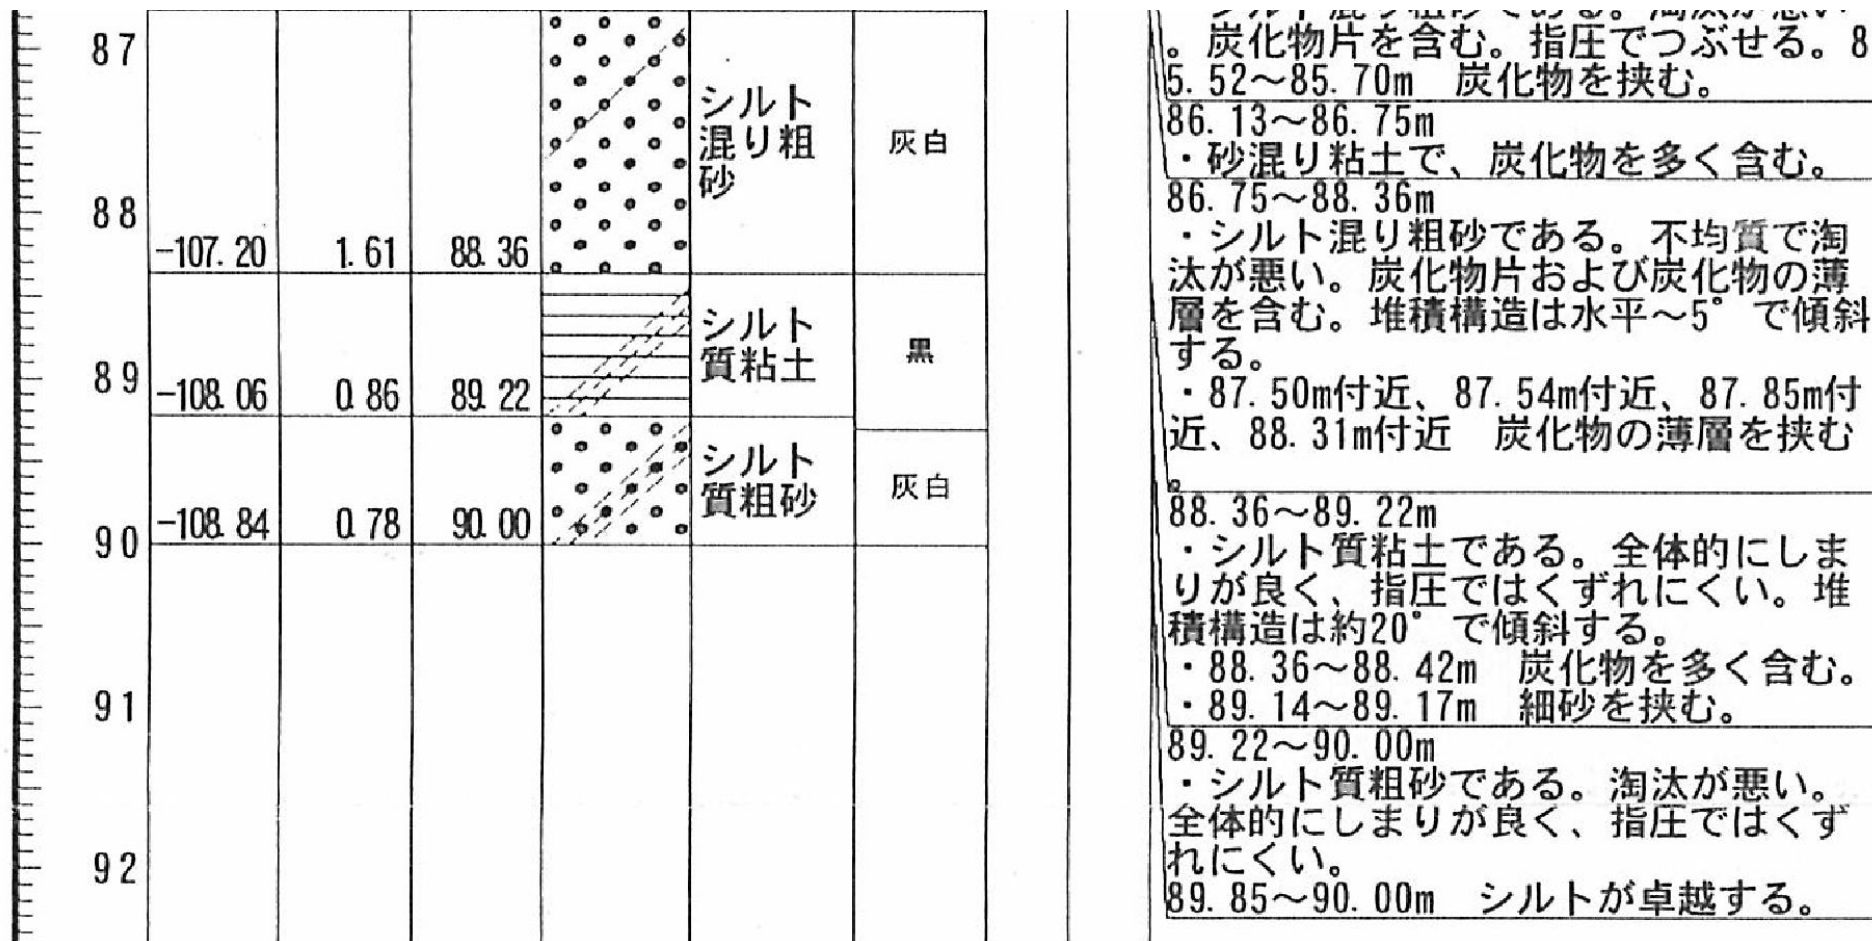 87
88
-107.20 1.61 88.36
シルト
混り粗
砂
灰白
89
-108.06 0.86 89.22
シルト
質粘土
黒
90
-108.84 0.78 90.00
シルト
質粗砂
灰白
91
92
シルト混り粗砂である。淘汰が悪い
。炭化物片を含む。指圧でつぶせる。8
5.52～85.70m 炭化物を挟む。
86.13～86.75m
・砂混り粘土で、炭化物を多く含む。
86.75～88.36m
・シルト混り粗砂である。不均質で淘
汰が悪い。炭化物片および炭化物の薄
層を含む。堆積構造は水平～5°で傾斜
する。
・87.50m付近、87.54m付近、87.85m付
近、88.31m付近 炭化物の薄層を挟む
。
88.36～89.22m
・シルト質粘土である。全体的にしま
りが良く、指圧ではくずれにくい。堆
積構造は約20°で傾斜する。
・88.36～88.42m 炭化物を多く含む。
・89.14～89.17m 細砂を挟む。
89.22～90.00m
・シルト質粗砂である。淘汰が悪い。
全体的にしまりが良く、指圧ではくず
れにくい。
89.85～90.00m シルトが卓越する。